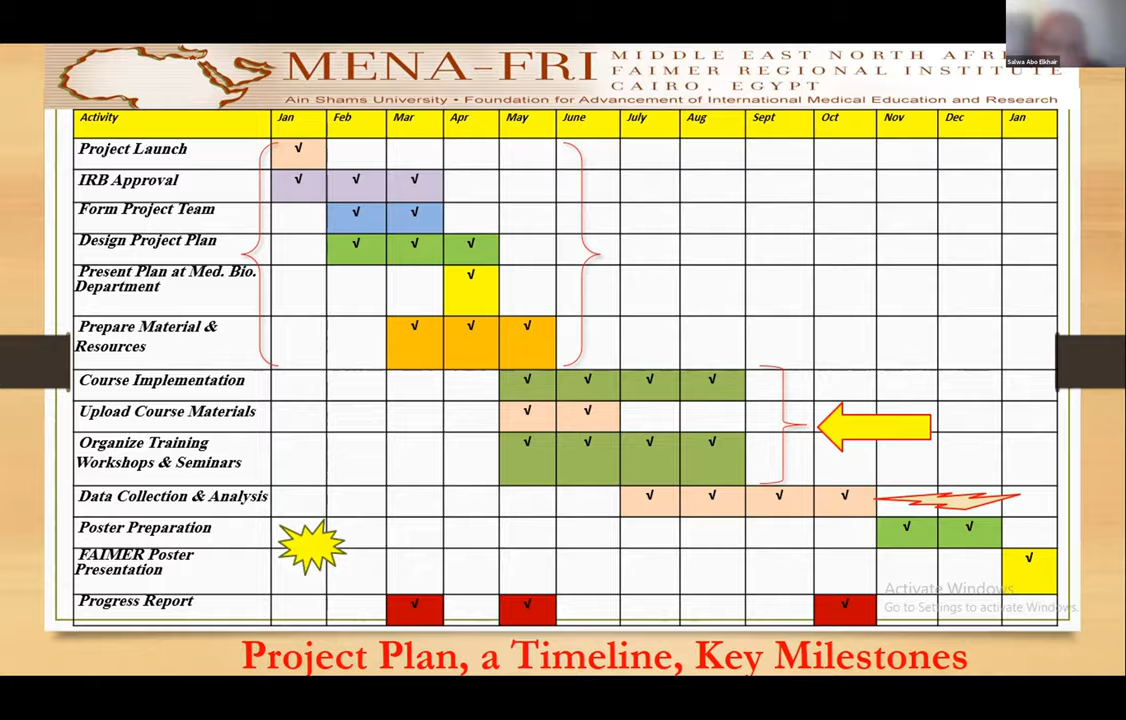 Salwa Abo Elkhair
MENA-FRI
MIDDLE EAST NORTH AFRI
FAIMER REGIONAL INSTITUTE
CAIRO, EGYPT
Ain Shams University • Foundation for Advancement of International Medical Education and Research
Activity Jan Feb Mar Apr May June July Aug Sept Oct Nov Dec Jan
Project Launch √
IRB Approval √ √ √
Form Project Team √ √
Design Project Plan √ √ √
Present Plan at Med. Bio. √
Department
Prepare Material & √ √ √
Resources
Course Implementation √ √ √ √
Upload Course Materials √ √
Organize Training √ √ √ √
Workshops & Seminars
Data Collection & Analysis √ √ √ √
Poster Preparation √ √
FAIMER Poster √
Presentation
Progress Report √ √ √
Activate Windows
Go to Settings to activate Windows.
Project Plan, a Timeline, Key Milestones